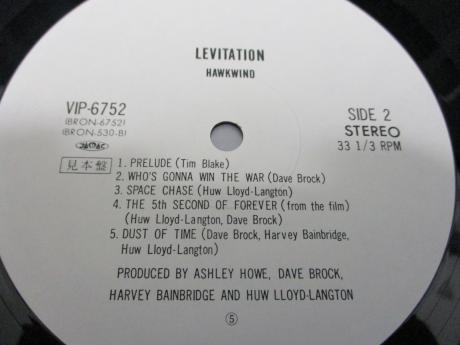 LEVITATION
HAWKWIND
VIP-6752
(BRON-6752)
(BRON-530-B)
JASRAC
見本盤
SIDE 2
STEREO
33 1/3 RPM
1. PRELUDE (Tim Blake)
2. WHO'S GONNA WIN THE WAR (Dave Brock)
3. SPACE CHASE (Huw Lloyd-Langton)
4. THE 5th SECOND OF FOREVER (from the film)
(Huw Lloyd-Langton, Dave Brock)
5. DUST OF TIME (Dave Brock, Harvey Bainbridge,
Huw Lloyd-Langton)
PRODUCED BY ASHLEY HOWE, DAVE BROCK,
HARVEY BAINBRIDGE AND HUW LLOYD-LANGTON
⑤